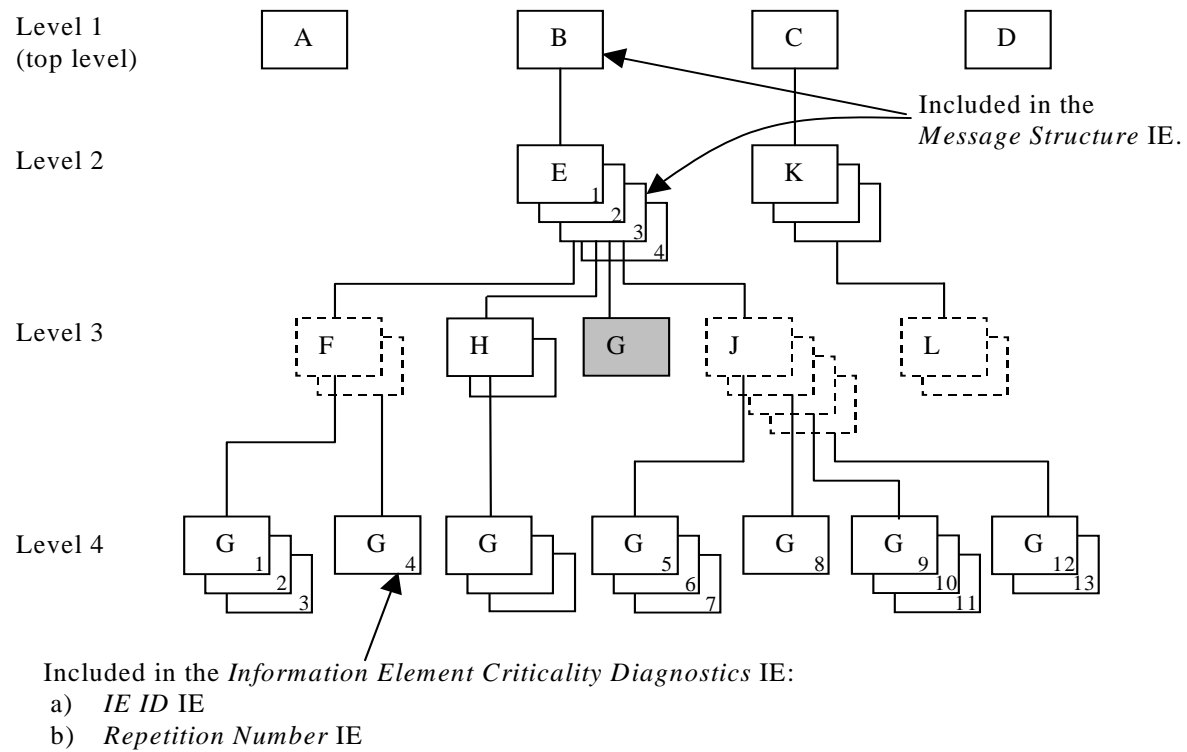 Level 1
(top level)
A
B
C
D
Included in the
Message Structure IE.
Level 2
E
1
2
3
4
K
Level 3
F
H
G
J
L
Level 4
G
1
2
3
G
4
G
G
5
6
7
G
8
G
9
10
11
G
12
13
Included in the Information Element Criticality Diagnostics IE:
a) IE ID IE
b) Repetition Number IE